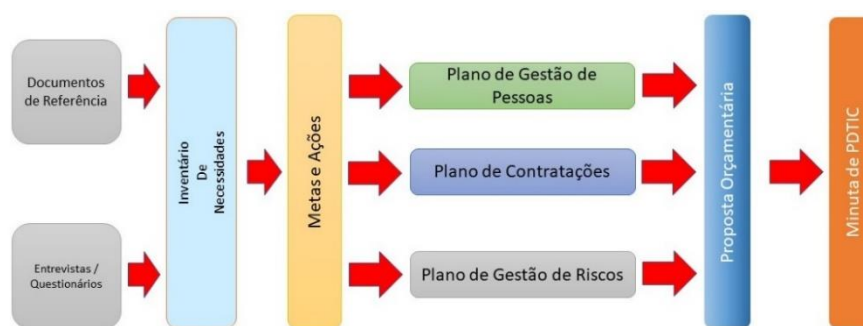 Documentos
de Referência
Entrevistas /
Questionários
Inventário
De
Necessidades
Metas e Ações
Plano de Gestão de
Pessoas
Plano de Contratações
Plano de Gestão de Riscos
Proposta Orçamentária
Minuta de PDTIC